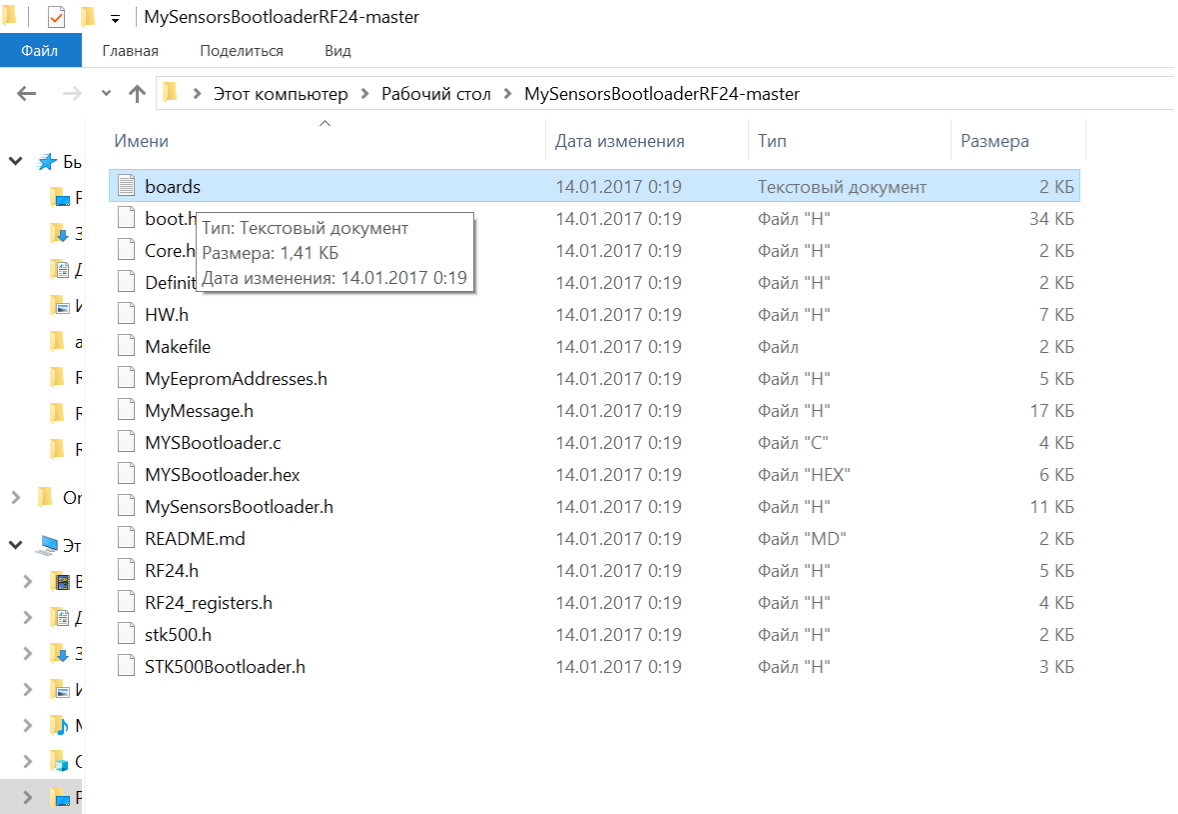 MySensorsBootloaderRF24-master
Файл Главная Поделиться Вид
Этот компьютер Рабочий стол MySensorsBootloaderRF24-master
Имени Дата изменения Тип Размера
boards 14.01.2017 0:19 Текстовый документ 2 КБ
boot.h 14.01.2017 0:19 Файл "H" 34 КБ
Core.h 14.01.2017 0:19 Файл "H" 2 КБ
Definit 14.01.2017 0:19 Файл "H" 2 КБ
Тип: Текстовый документ
Размера: 1,41 КБ
Дата изменения: 14.01.2017 0:19
HW.h 14.01.2017 0:19 Файл "H" 7 КБ
Makefile 14.01.2017 0:19 Файл 2 КБ
MyEepromAddresses.h 14.01.2017 0:19 Файл "H" 5 КБ
MyMessage.h 14.01.2017 0:19 Файл "H" 17 КБ
MYSBootloader.c 14.01.2017 0:19 Файл "C" 4 КБ
MYSBootloader.hex 14.01.2017 0:19 Файл "HEX" 6 КБ
MySensorsBootloader.h 14.01.2017 0:19 Файл "H" 11 КБ
README.md 14.01.2017 0:19 Файл "MD" 2 КБ
RF24.h 14.01.2017 0:19 Файл "H" 5 КБ
RF24_registers.h 14.01.2017 0:19 Файл "H" 4 КБ
stk500.h 14.01.2017 0:19 Файл "H" 2 КБ
STK500Bootloader.h 14.01.2017 0:19 Файл "H" 3 КБ